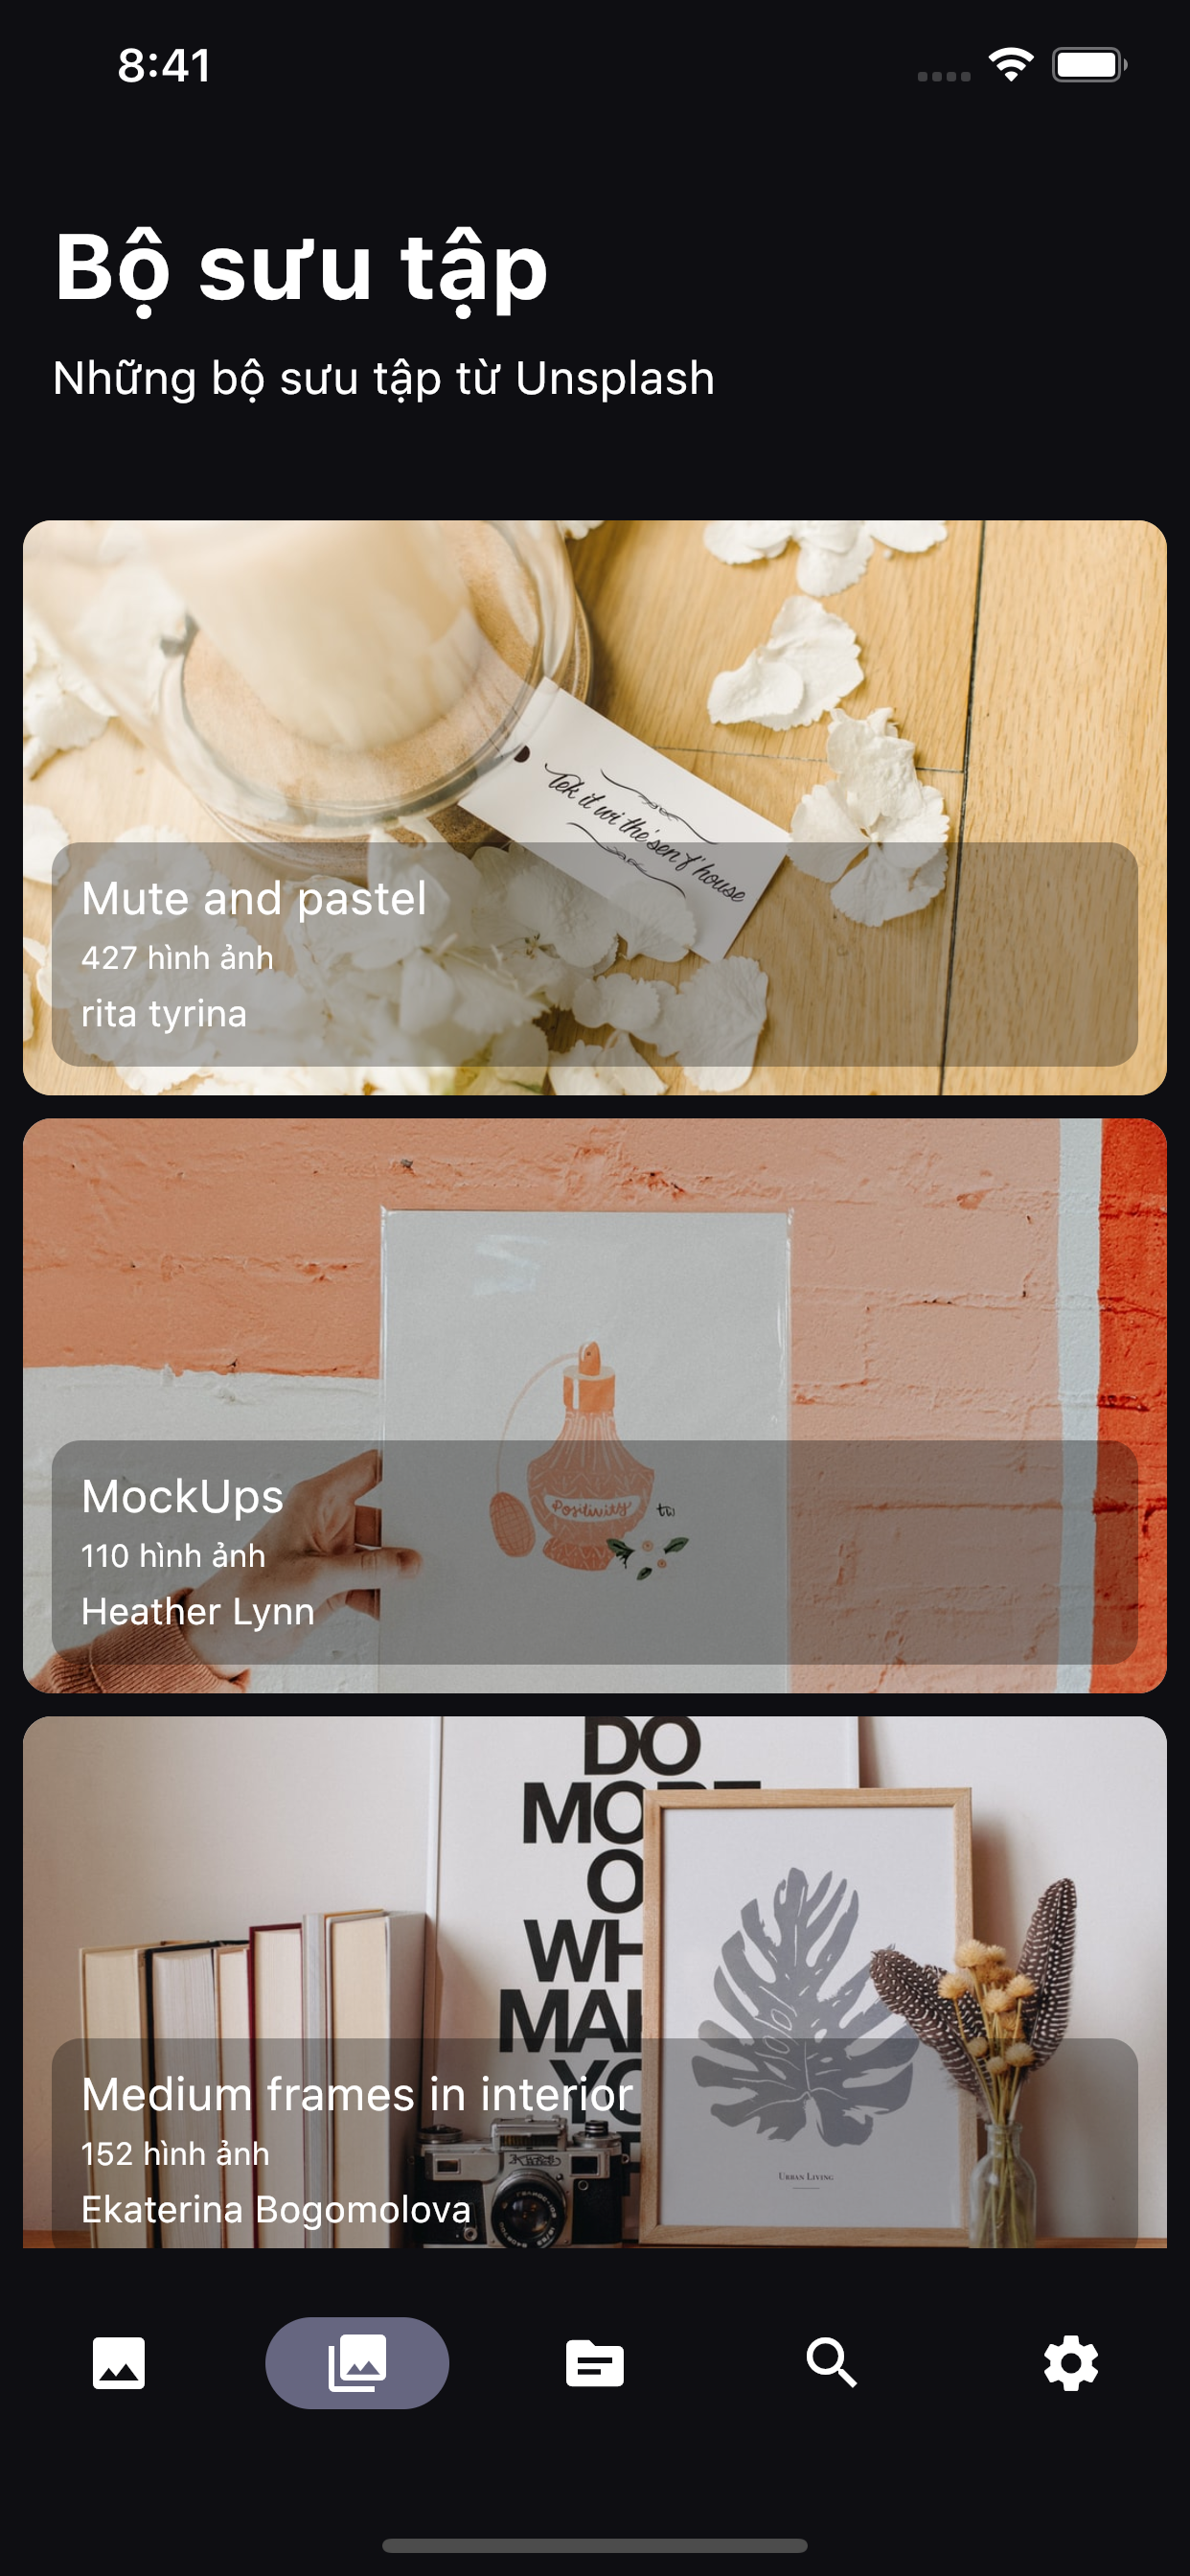 8:41
Bộ sưu tập
Những bộ sưu tập từ Unsplash
Tek it wi the'sen f' house
Mute and pastel
427 hình ảnh
rita tyrina
Positivity
MockUps
110 hình ảnh
Heather Lynn
DO
MORE
O
WH
MAK
YO
Medium frames in interior
152 hình ảnh
Urban Living
Ekaterina Bogomolova